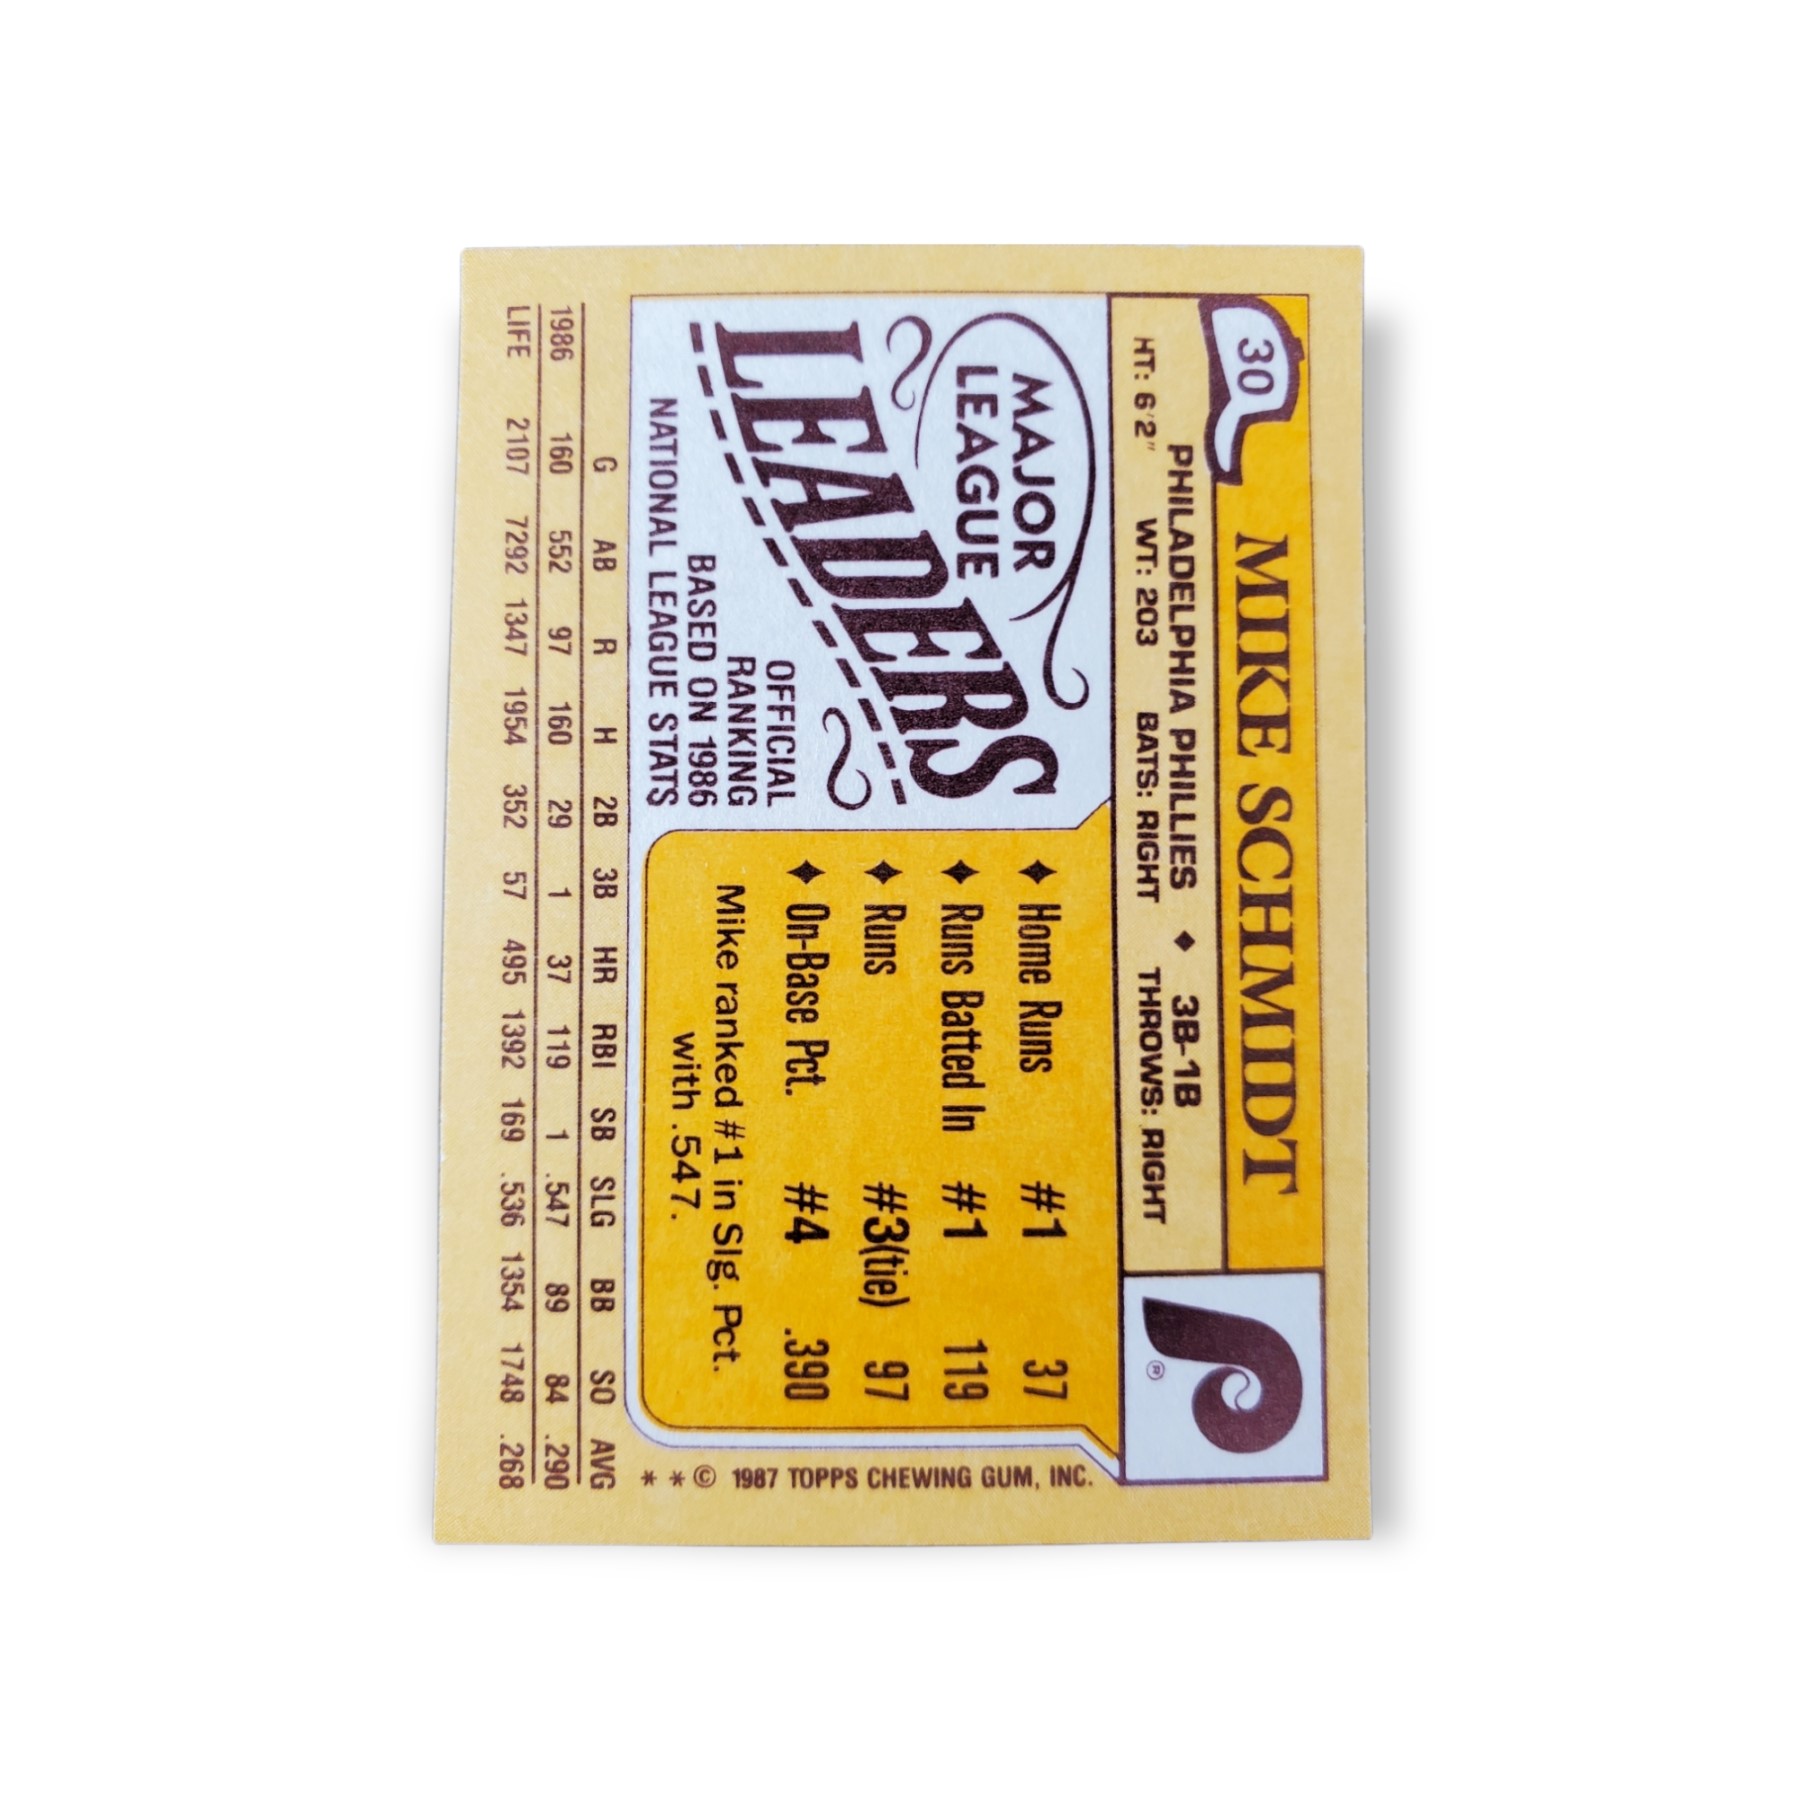 30
MIKE SCHMIDT
PHILADELPHIA PHILLIES ♦ 3B-1B
HT: 6'2" WT: 203 BATS: RIGHT THROWS: RIGHT
P
®
MAJOR
LEAGUE
LEADERS
OFFICIAL
RANKING
BASED ON 1986
NATIONAL LEAGUE STATS
♦ Home Runs #1 37
♦ Runs Batted In #1 119
♦ Runs #3(tie) 97
♦ On-Base Pct. #4 .390
Mike ranked #1 in Slg. Pct.
with .547.
* * © 1987 TOPPS CHEWING GUM, INC.
G AB R H 2B 3B HR RBI SB SLG BB SO AVG
1986 160 552 97 160 29 1 37 119 1 .547 89 84 .290
LIFE 2107 7292 1347 1954 352 57 495 1392 169 .536 1354 1748 .268